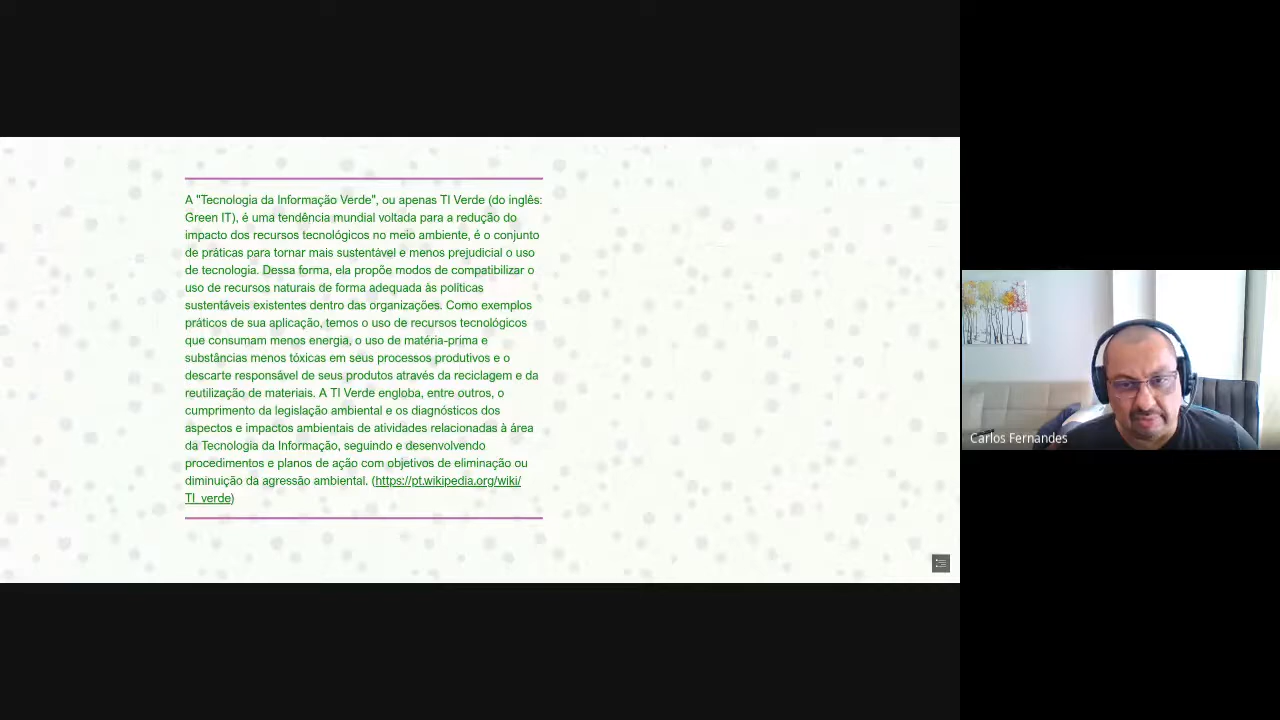 A "Tecnologia da Informação Verde", ou apenas TI Verde (do inglês:
Green IT), é uma tendência mundial voltada para a redução do
impacto dos recursos tecnológicos no meio ambiente, é o conjunto
de práticas para tornar mais sustentável e menos prejudicial o uso
de tecnologia. Dessa forma, ela propõe modos de compatibilizar o
uso de recursos naturais de forma adequada às políticas
sustentáveis existentes dentro das organizações. Como exemplos
práticos de sua aplicação, temos o uso de recursos tecnológicos
que consumam menos energia, o uso de matéria-prima e
substâncias menos tóxicas em seus processos produtivos e o
descarte responsável de seus produtos através da reciclagem e da
reutilização de materiais. A TI Verde engloba, entre outros, o
cumprimento da legislação ambiental e os diagnósticos dos
aspectos e impactos ambientais de atividades relacionadas à área
da Tecnologia da Informação, seguindo e desenvolvendo
procedimentos e planos de ação com objetivos de eliminação ou
diminuição da agressão ambiental. (https://pt.wikipedia.org/wiki/
TI_verde)
Carlos Fernandes